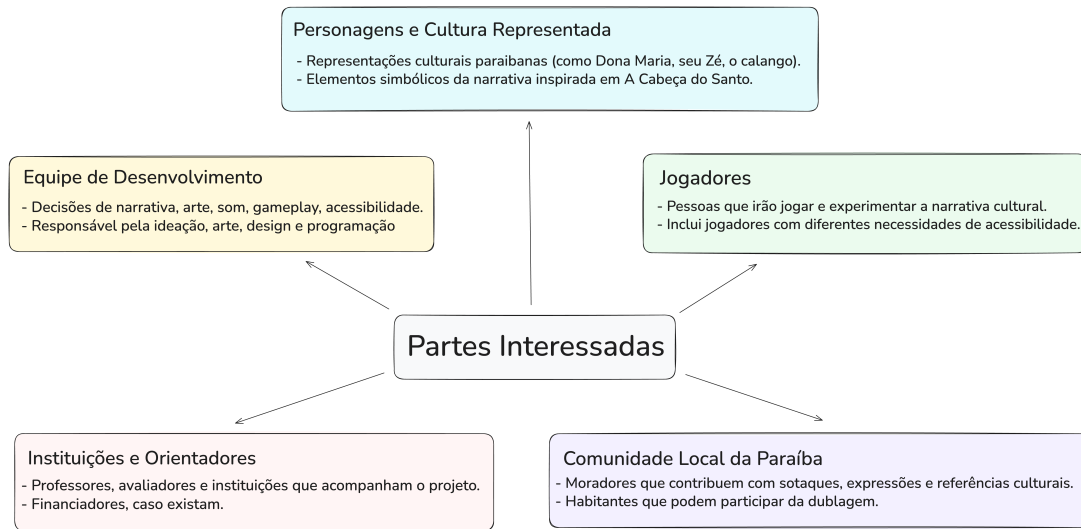 Personagens e Cultura Representada
- Representações culturais paraibanas (como Dona Maria, seu Zé, o calango).
- Elementos simbólicos da narrativa inspirada em A Cabeça do Santo.
Equipe de Desenvolvimento
- Decisões de narrativa, arte, som, gameplay, acessibilidade.
- Responsável pela ideação, arte, design e programação
Jogadores
- Pessoas que irão jogar e experimentar a narrativa cultural.
- Inclui jogadores com diferentes necessidades de acessibilidade.
Partes Interessadas
Instituições e Orientadores
- Professores, avaliadores e instituições que acompanham o projeto.
- Financiadores, caso existam.
Comunidade Local da Paraíba
- Moradores que contribuem com sotaques, expressões e referências culturais.
- Habitantes que podem participar da dublagem.